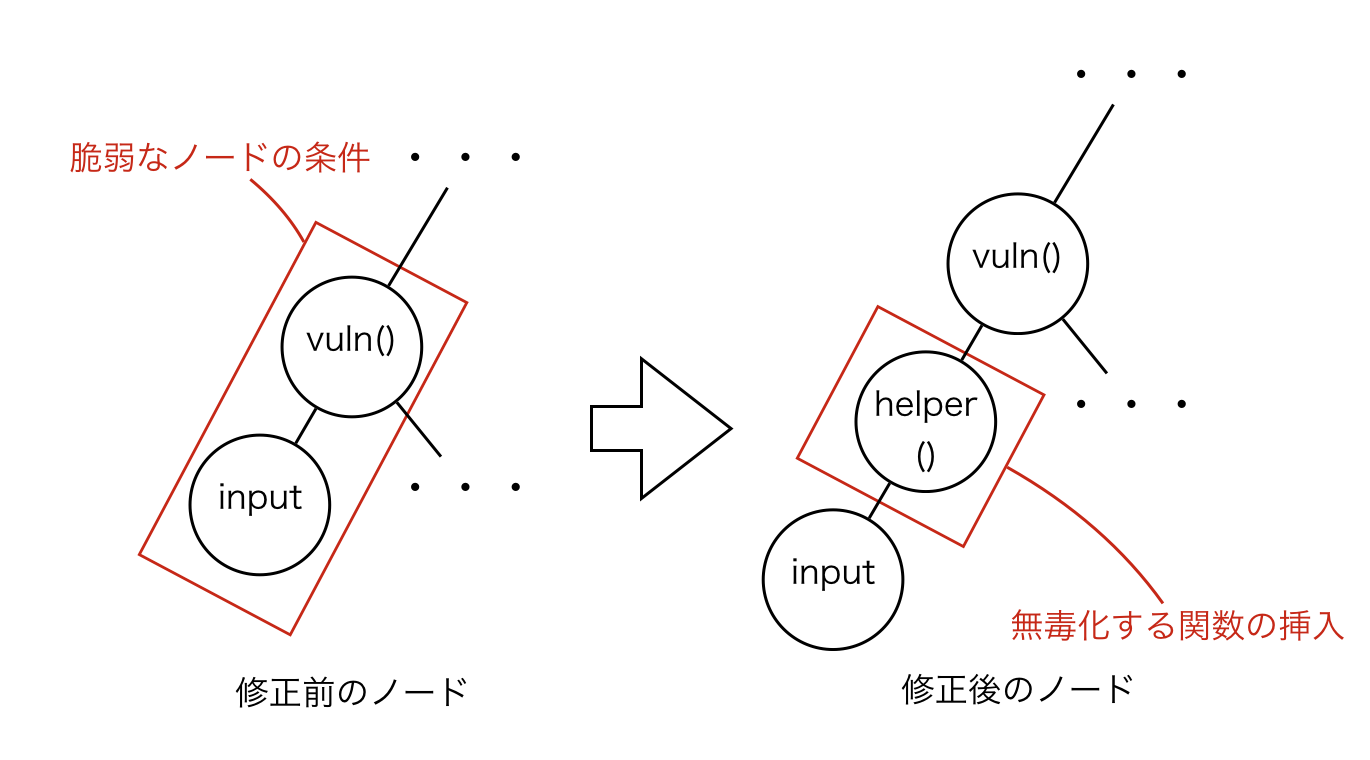 脆弱なノードの条件
・・・
vuln()
input
・・・
修正前のノード
・・・
vuln()
helper
()
・・・
input
無毒化する関数の挿入
修正後のノード